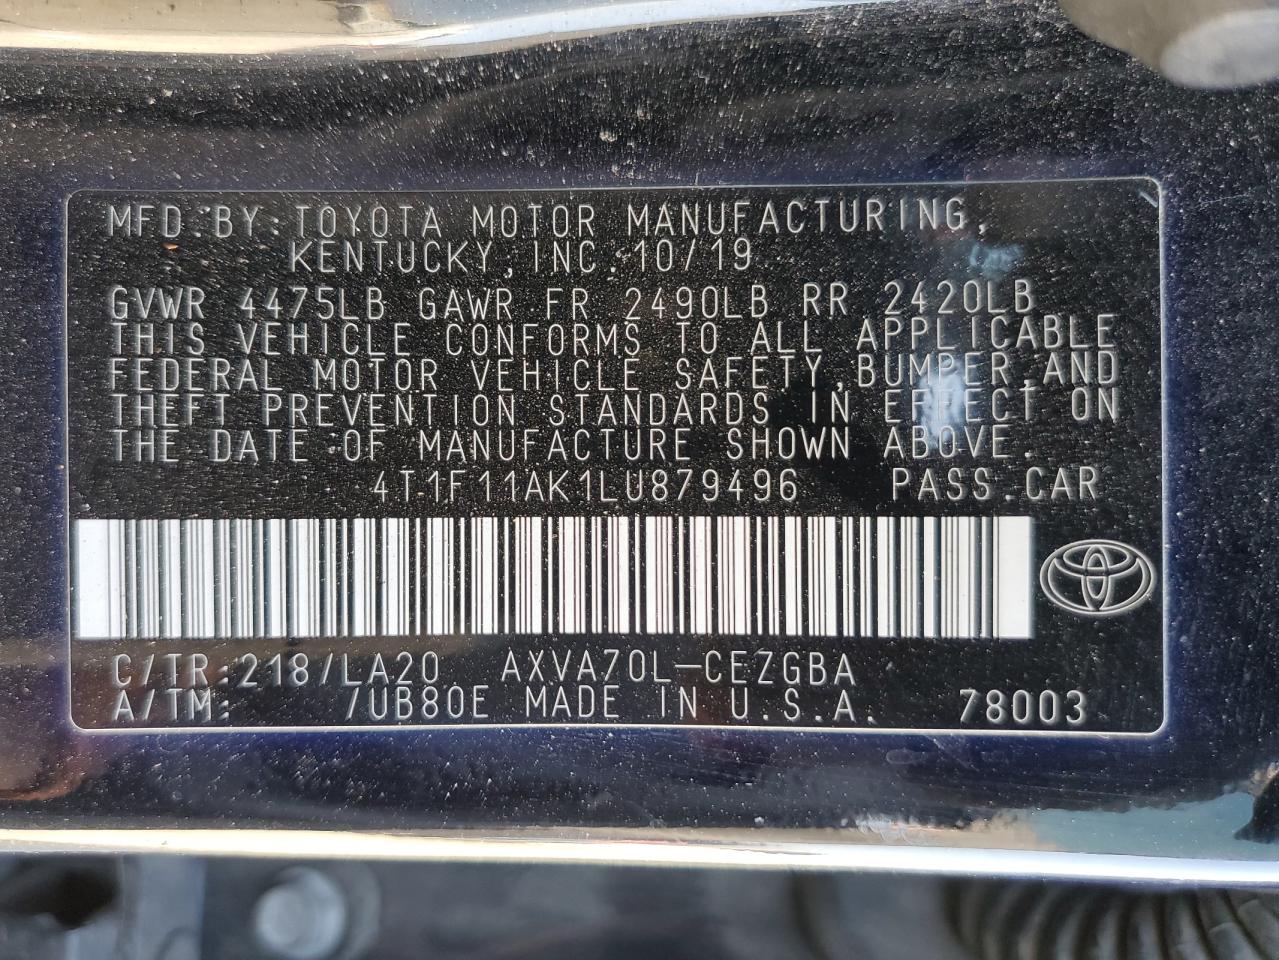 MFD.BY:TOYOTA MOTOR MANUFACTURING,
KENTUCKY,INC.10/19
GVWR 4475LB GAWR FR 2490LB RR 2420LB
THIS VEHICLE CONFORMS TO ALL APPLICABLE
FEDERAL MOTOR VEHICLE SAFETY,BUMPER,AND
THEFT PREVENTION STANDARDS IN EFFECT ON
THE DATE OF MANUFACTURE SHOWN ABOVE.
4T1F11AK1LU879496 PASS.CAR
C/TR:218/LA20 AXVA70L-CEZGBA
A/TM: /UB80E MADE IN U.S.A. 78003